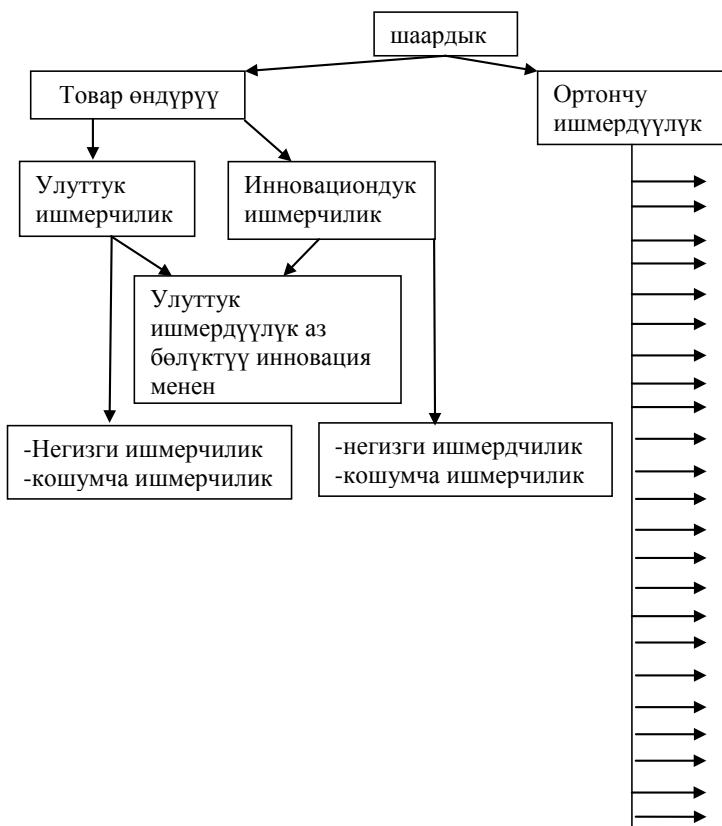 шаардык
Товар өндүрүү
Ортончу
ишмердүүлүк
Улуттук
ишмерчилик
Инновациондук
ишмерчилик
Улуттук
ишмердүүлүк аз
бөлүктүү инновация
менен
-Негизги ишмерчилик
-кошумча ишмерчилик
-негизги ишмердчилик
-кошумча ишмерчилик